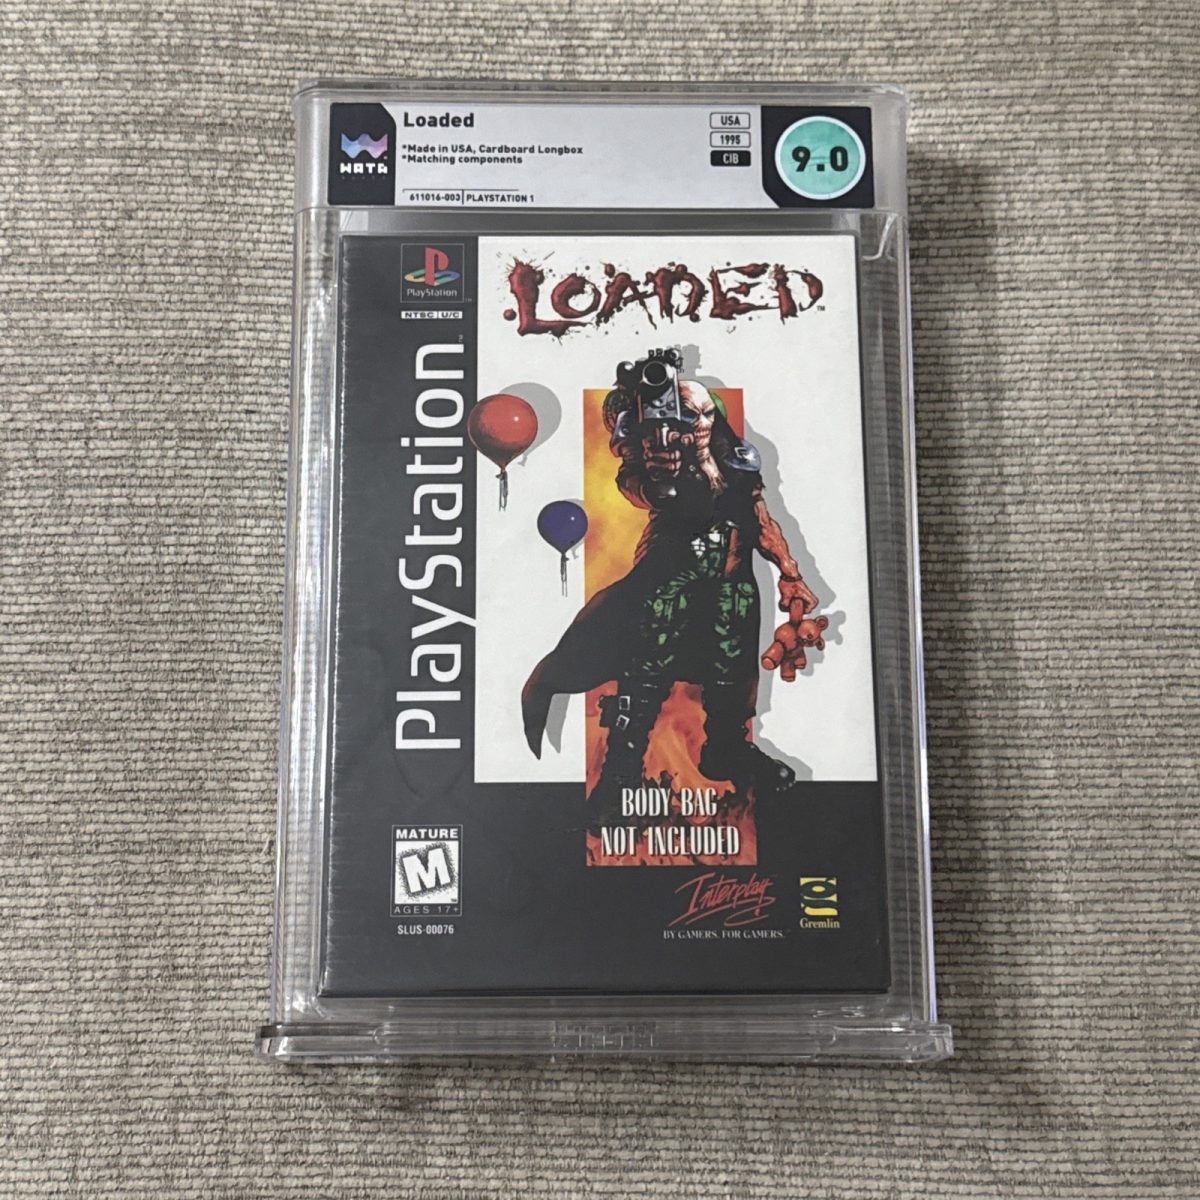 WATA
Loaded
*Made in USA, Cardboard Longbox
*Matching components
611016-003 PLAYSTATION 1
USA
1995
CIB
9.0
PlayStation
NTSC U/C
PlayStation
LOADED
BODY BAG
NOT INCLUDED
MATURE
M
AGES 17+
SLUS-00076
Interplay
BY GAMERS. FOR GAMERS.
Gremlin